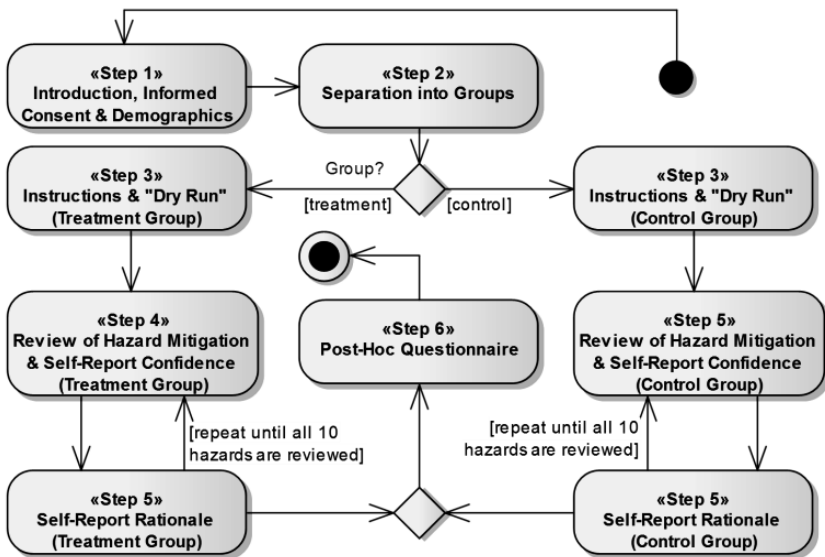 «Step 1»
Introduction, Informed
Consent & Demographics
«Step 2»
Separation into Groups
Group?
[treatment]
[control]
«Step 3»
Instructions & "Dry Run"
(Treatment Group)
«Step 3»
Instructions & "Dry Run"
(Control Group)
«Step 4»
Review of Hazard Mitigation
& Self-Report Confidence
(Treatment Group)
«Step 6»
Post-Hoc Questionnaire
«Step 5»
Review of Hazard Mitigation
& Self-Report Confidence
(Control Group)
[repeat until all 10
hazards are reviewed]
[repeat until all 10
hazards are reviewed]
«Step 5»
Self-Report Rationale
(Treatment Group)
«Step 5»
Self-Report Rationale
(Control Group)